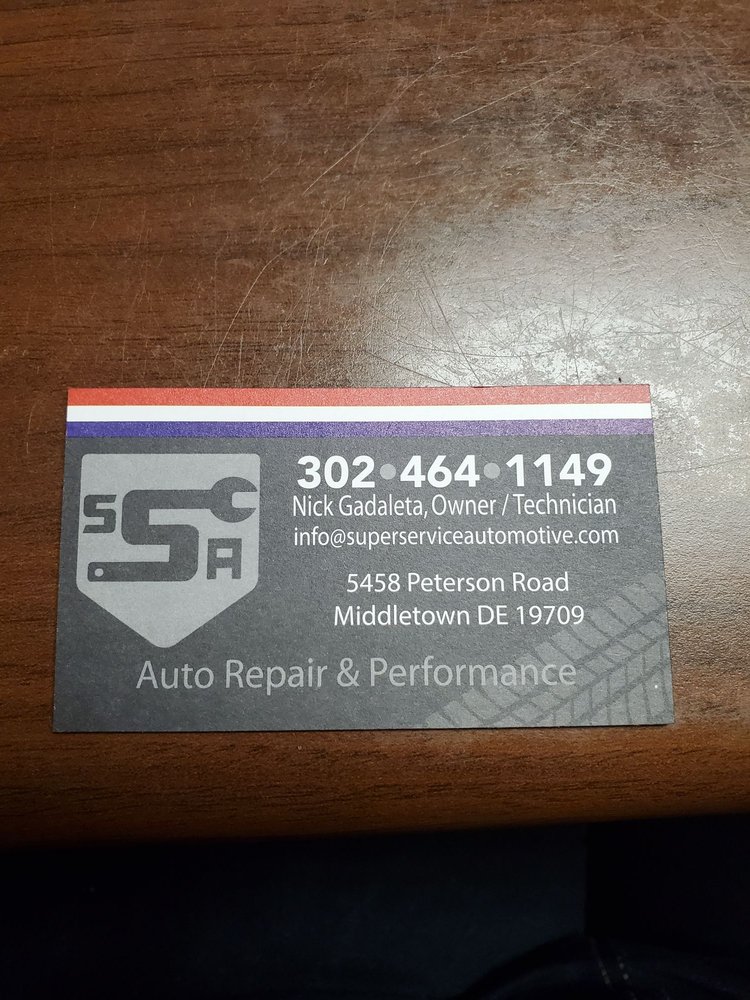 302•464•1149
Nick Gadaleta, Owner / Technician
info@superserviceautomotive.com
S S A
5458 Peterson Road
Middletown DE 19709
Auto Repair & Performance